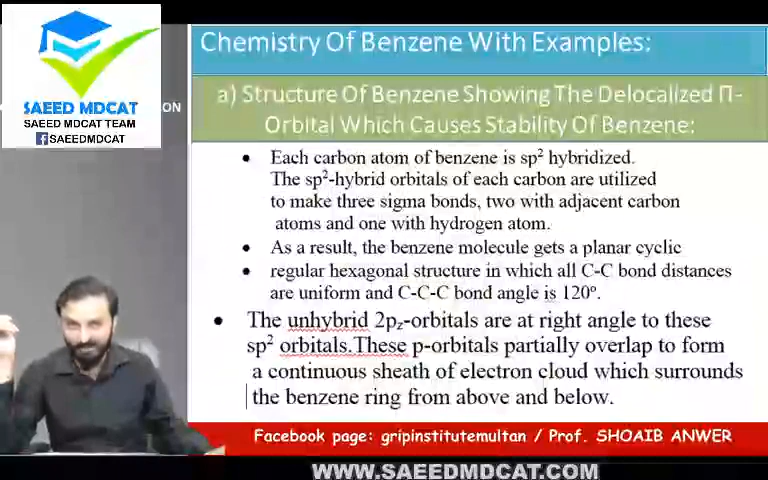 Chemistry Of Benzene With Examples:
a) Structure Of Benzene Showing The Delocalized Π-
Orbital Which Causes Stability Of Benzene:
SAEED MDCAT
SAEED MDCAT TEAM
SAEEDMDCAT
ON
• Each carbon atom of benzene is sp² hybridized.
The sp²-hybrid orbitals of each carbon are utilized
to make three sigma bonds, two with adjacent carbon
atoms and one with hydrogen atom.
• As a result, the benzene molecule gets a planar cyclic
• regular hexagonal structure in which all C-C bond distances
are uniform and C-C-C bond angle is 120º.
• The unhybrid 2pz-orbitals are at right angle to these
sp² orbitals.These p-orbitals partially overlap to form
a continuous sheath of electron cloud which surrounds
the benzene ring from above and below.
Facebook page: gripinstitutemultan / Prof. SHOAIB ANWER
WWW.SAEEDMDCAT.COM